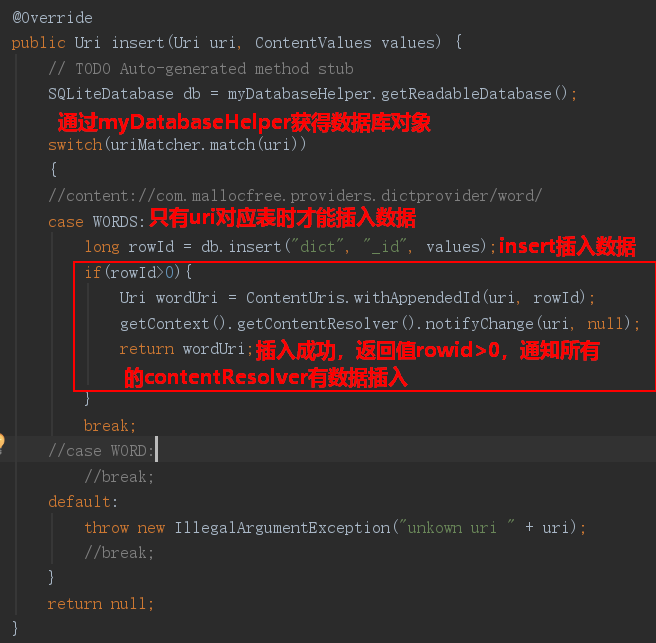 @Override
public Uri insert(Uri uri, ContentValues values) {
// TODO Auto-generated method stub
SQLiteDatabase db = myDatabaseHelper.getReadableDatabase();
通过myDatabaseHelper获得数据库对象
switch(uriMatcher.match(uri))
{
//content://com.mallocfree.providers.dictprovider/word/
case WORDS:只有uri对应表时才能插入数据
long rowId = db.insert("dict", "_id", values);insert插入数据
if(rowId>0){
Uri wordUri = ContentUris.withAppendedId(uri, rowId);
getContext().getContentResolver().notifyChange(uri, null);
return wordUri;插入成功，返回值rowid>0，通知所有
的contentResolver有数据插入
}
break;
//case WORD:
//break;
default:
throw new IllegalArgumentException("unkown uri " + uri);
//break;
}
return null;
}